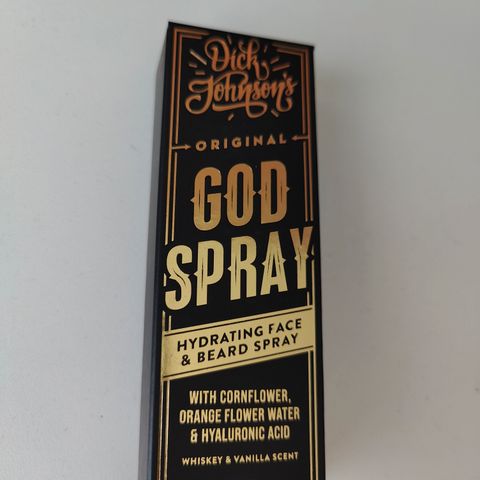 Dick
Johnson's
ORIGINAL
GOD
SPRAY
HYDRATING FACE
& BEARD SPRAY
WITH CORNFLOWER,
ORANGE FLOWER WATER
& HYALURONIC ACID
WHISKEY & VANILLA SCENT